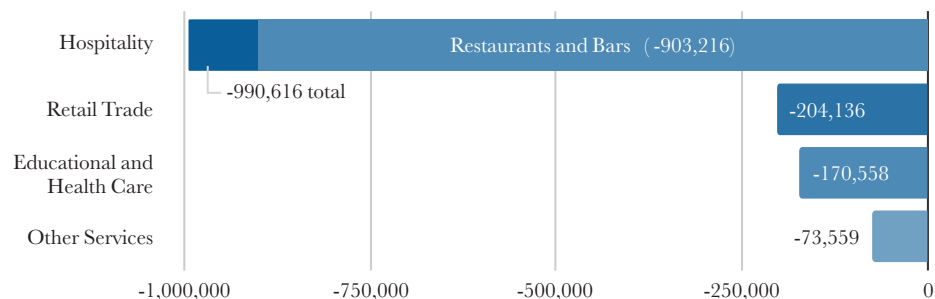 Hospitality
Restaurants and Bars ( -903,216)
-990,616 total
Retail Trade
-204,136
Educational and
Health Care
-170,558
Other Services
-73,559
-1,000,000
-750,000
-500,000
-250,000
0